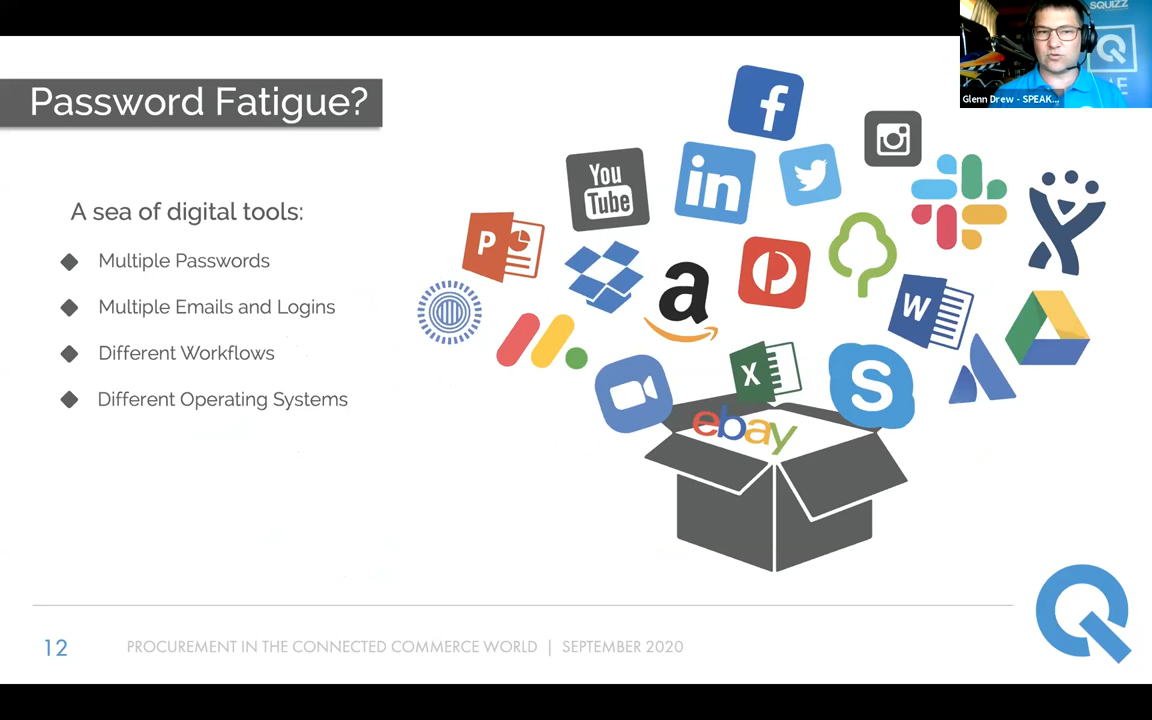 SQUIZZ
Glenn Drew - SPEAK...
Password Fatigue?
A sea of digital tools:
Multiple Passwords
Multiple Emails and Logins
Different Workflows
Different Operating Systems
f
You
Tube
in
P
a
W
X
S
ebay
12
PROCUREMENT IN THE CONNECTED COMMERCE WORLD | SEPTEMBER 2020